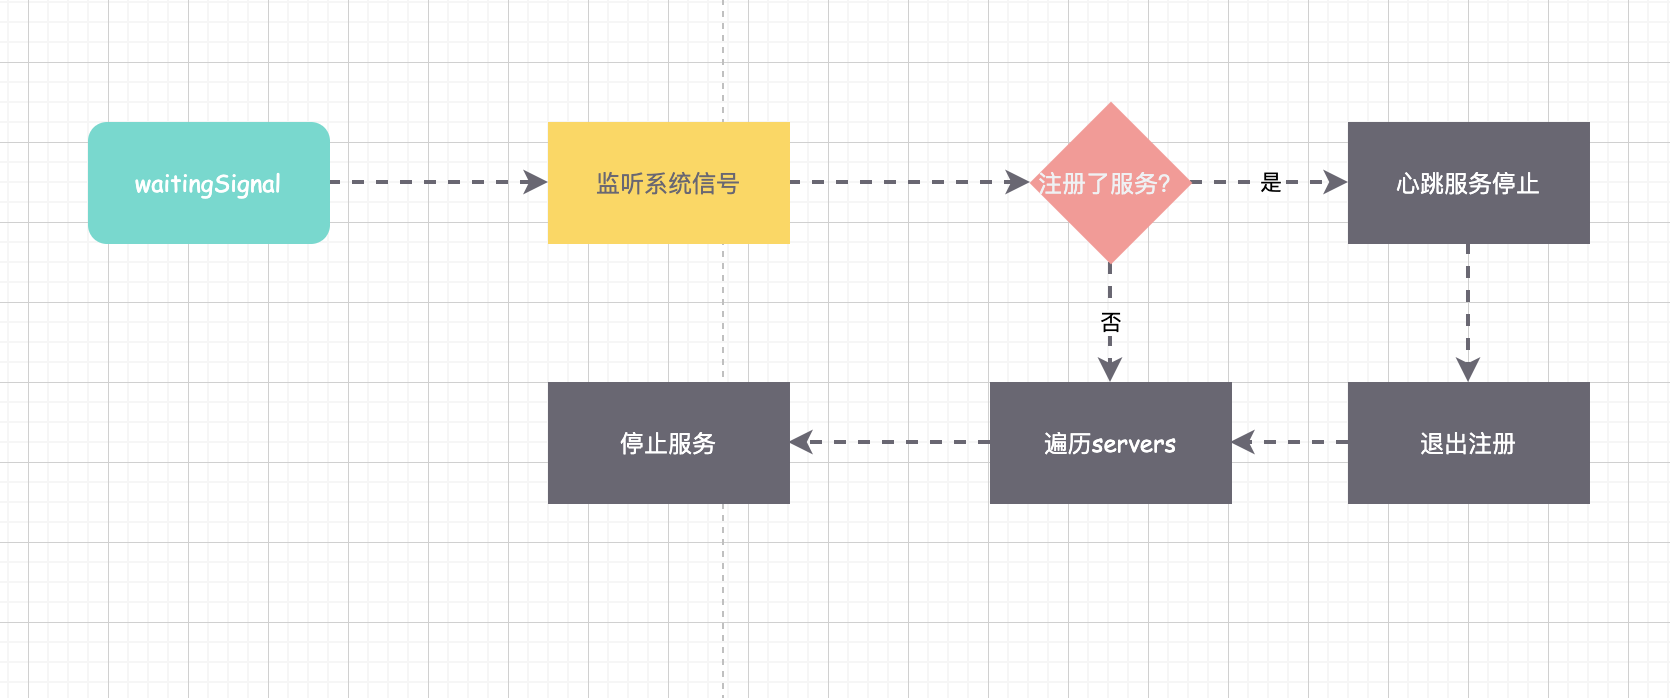 waitingSignal
监听系统信号
注册了服务?
是
心跳服务停止
否
停止服务
遍历servers
退出注册